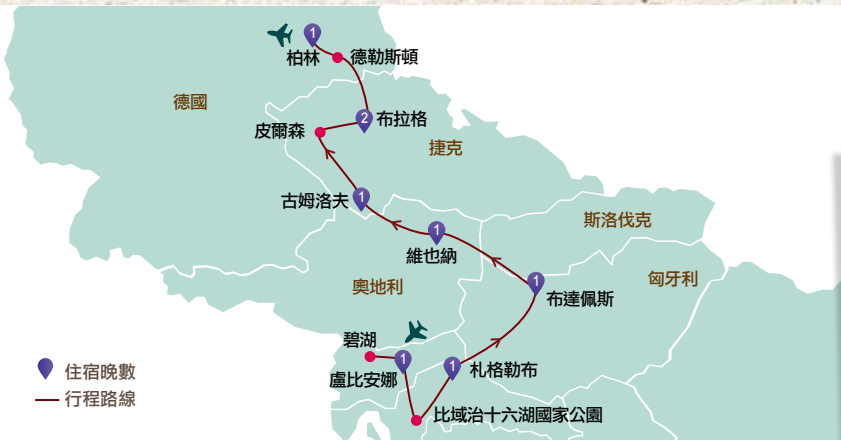 1
柏林
德勒斯頓
德國
2
布拉格
皮爾森
捷克
1
古姆洛夫
斯洛伐克
1
維也納
匈牙利
奧地利
1
布達佩斯
碧湖
1
盧比安娜
1
札格勒布
住宿晚數
行程路線
比域治十六湖國家公園